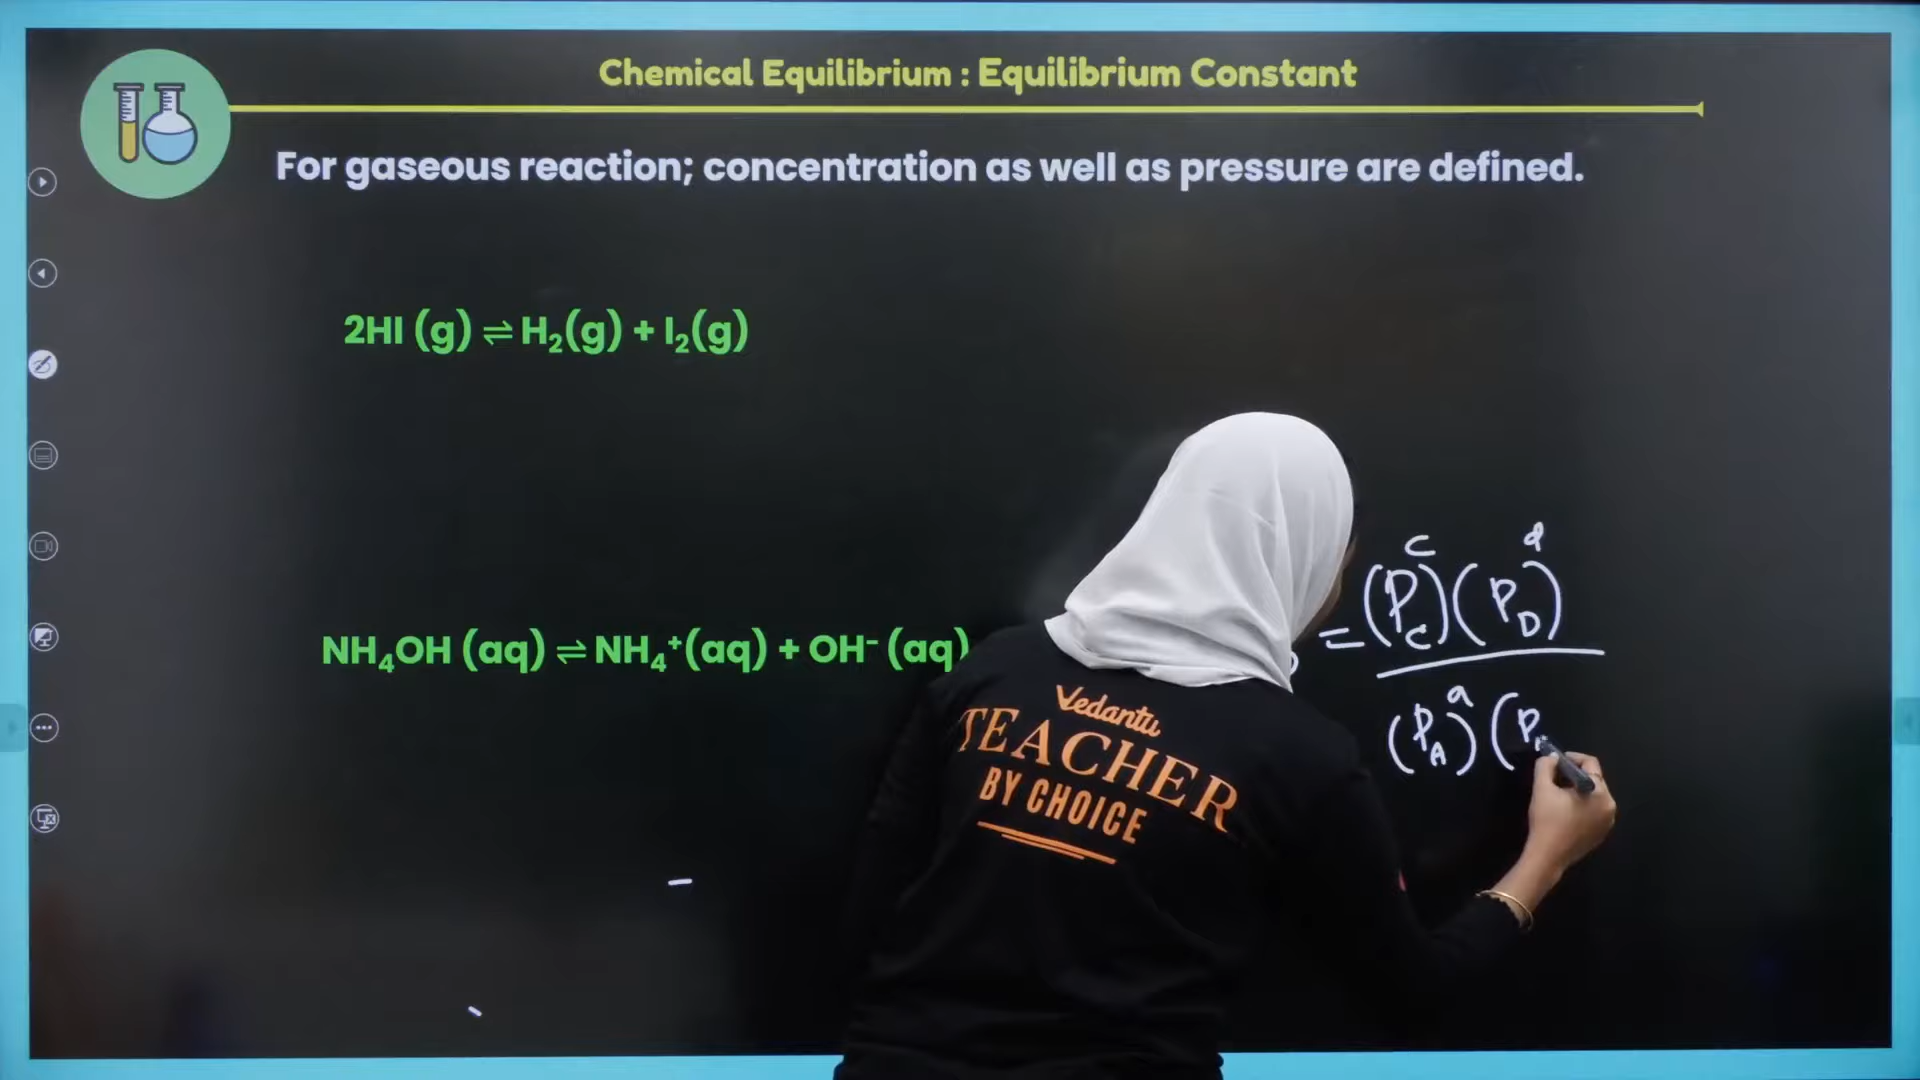 Chemical Equilibrium : Equilibrium Constant
For gaseous reaction; concentration as well as pressure are defined.
2HI (g) ⇌ H₂(g) + I₂(g)
NH₄OH (aq) ⇌ NH₄⁺(aq) + OH⁻ (aq)
= (P_C)^c (P_D)^d
(P_A)^a (P
Vedantu
TEACHER
BY CHOICE